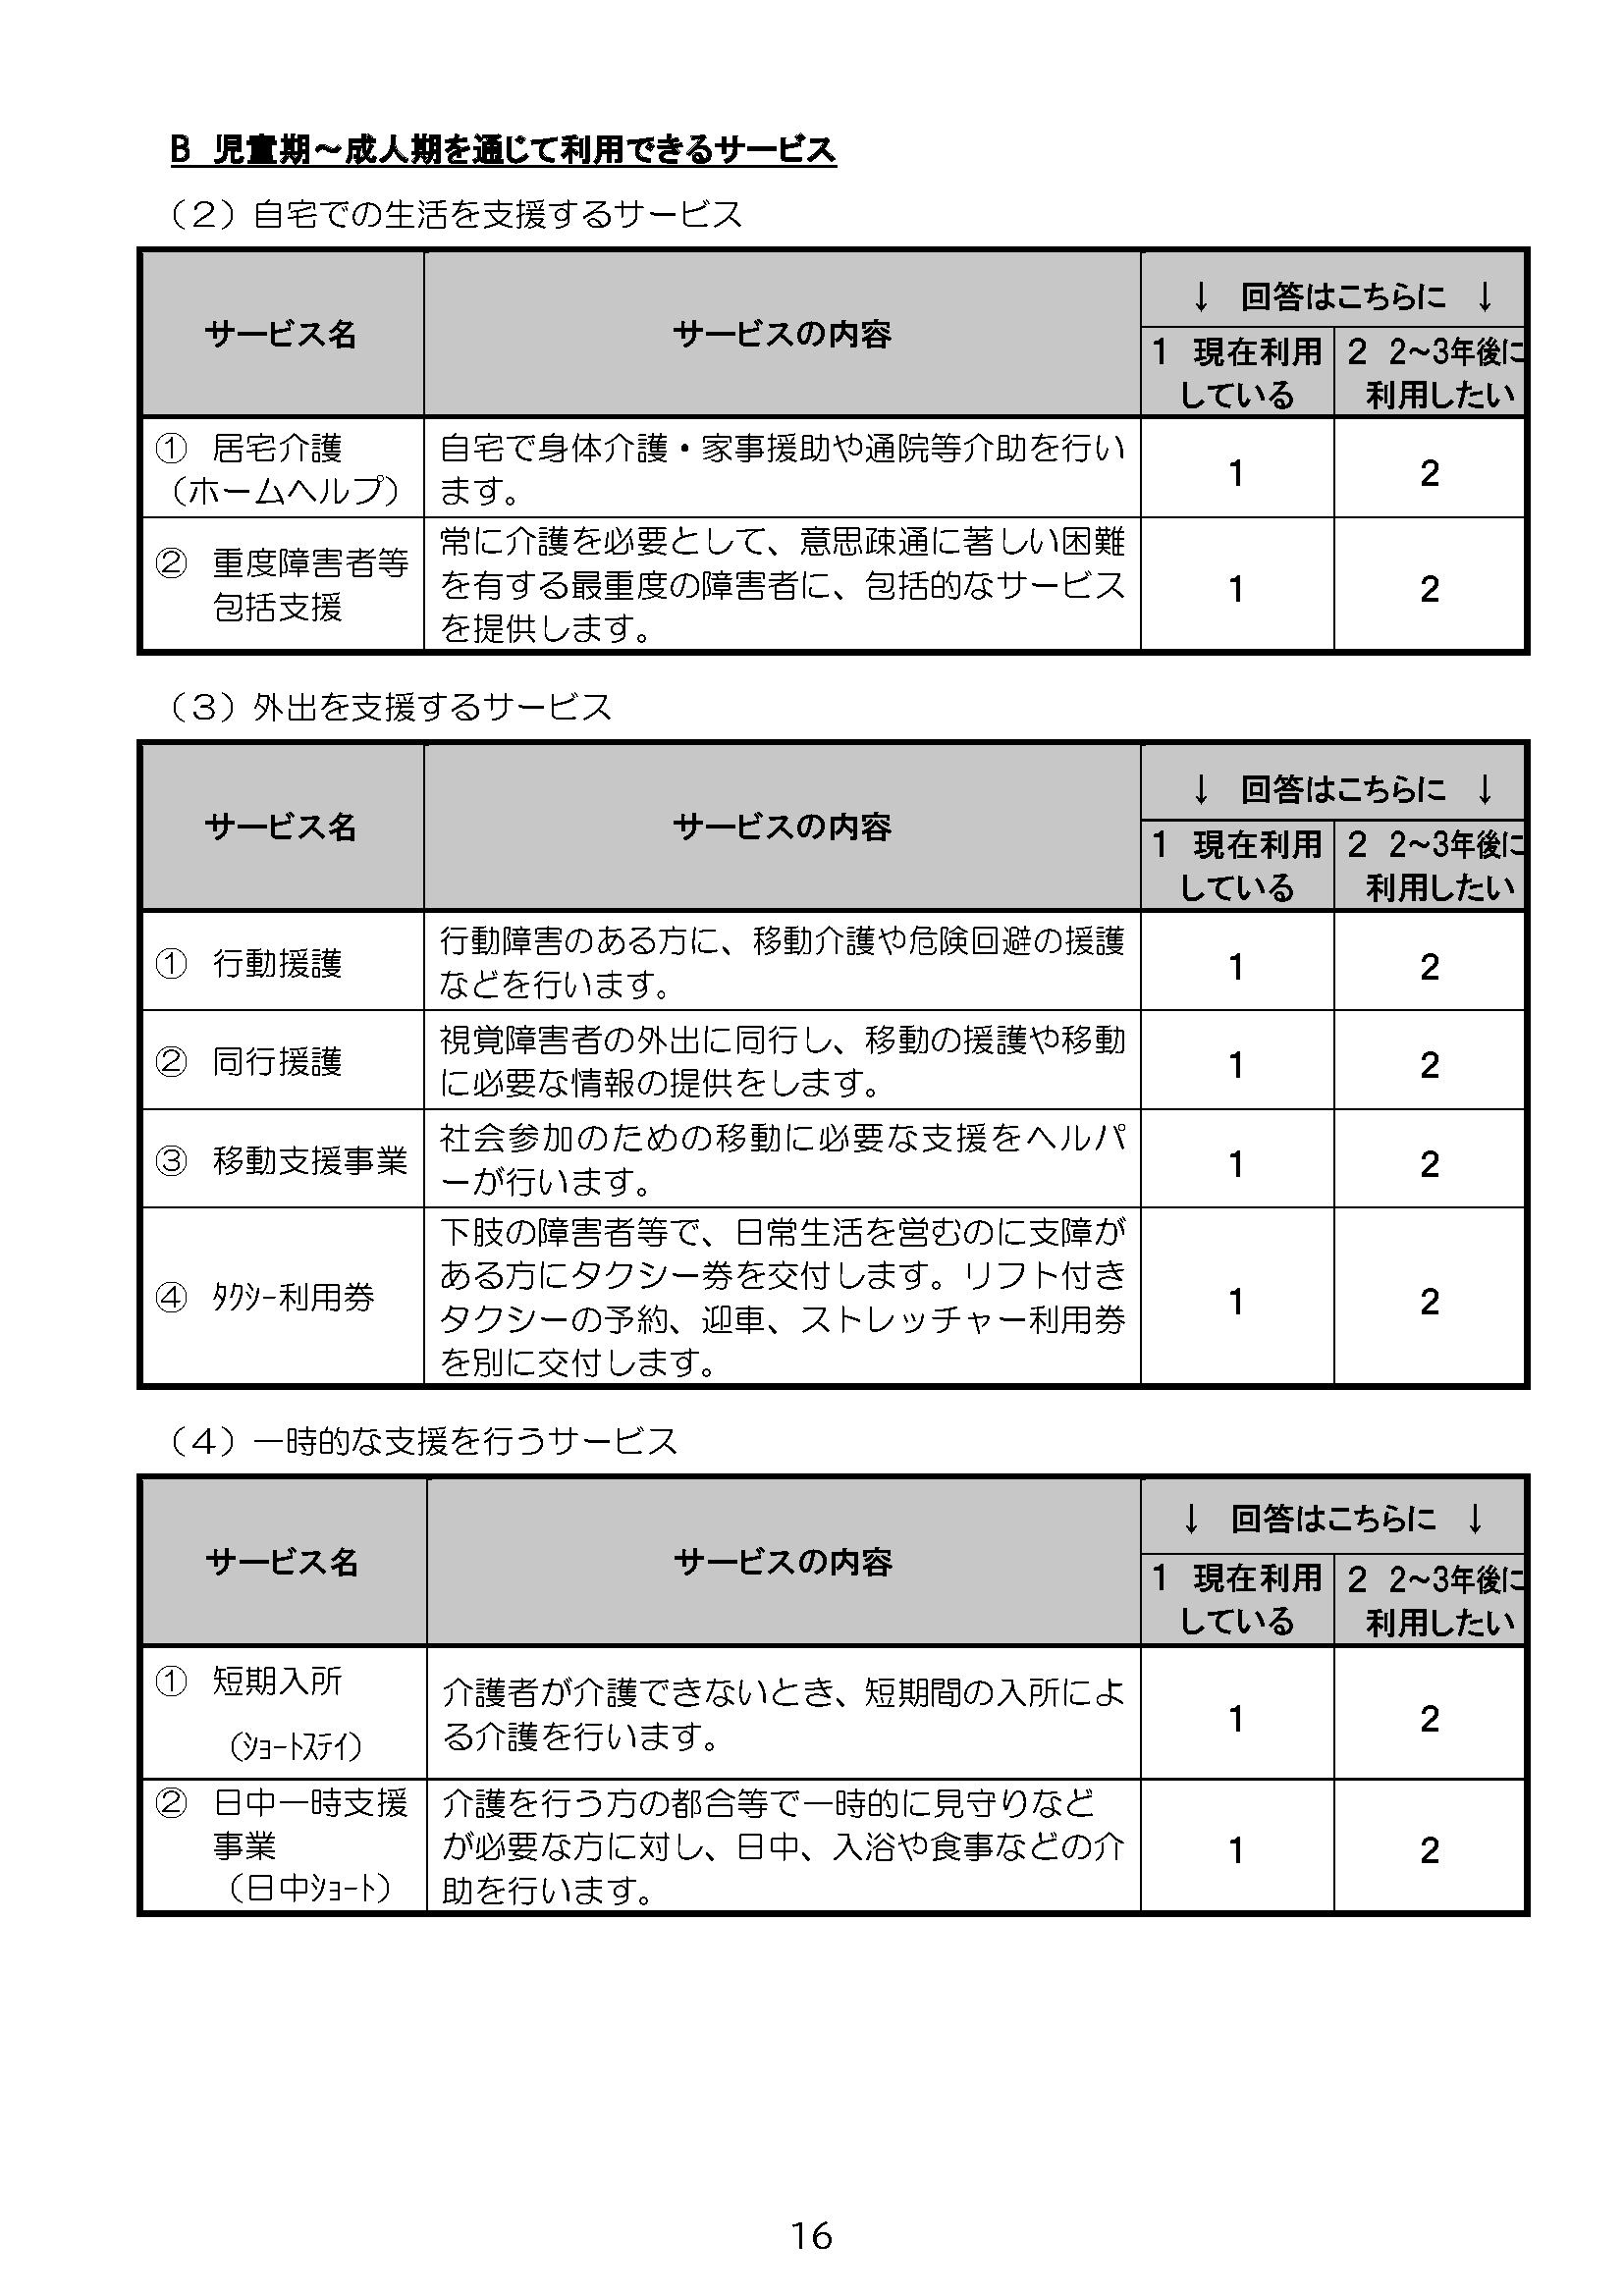 B　児童期～成人期を通じて利用できるサービス
（２）自宅での生活を支援するサービス
サービス名
サービスの内容
↓　回答はこちらに　↓
1　現在利用
している
2　2～3年後に
利用したい
①　居宅介護
（ホームヘルプ）
自宅で身体介護・家事援助や通院等介助を行い
ます。
1
2
②　重度障害者等
包括支援
常に介護を必要として、意思疎通に著しい困難
を有する最重度の障害者に、包括的なサービス
を提供します。
1
2
（３）外出を支援するサービス
サービス名
サービスの内容
↓　回答はこちらに　↓
1　現在利用
している
2　2～3年後に
利用したい
①　行動援護
行動障害のある方に、移動介護や危険回避の援護
などを行います。
1
2
②　同行援護
視覚障害者の外出に同行し、移動の援護や移動
に必要な情報の提供をします。
1
2
③　移動支援事業
社会参加のための移動に必要な支援をヘルパ
ーが行います。
1
2
④　ﾀｸｼｰ利用券
下肢の障害者等で、日常生活を営むのに支障が
ある方にタクシー券を交付します。リフト付き
タクシーの予約、迎車、ストレッチャー利用券
を別に交付します。
1
2
（４）一時的な支援を行うサービス
サービス名
サービスの内容
↓　回答はこちらに　↓
1　現在利用
している
2　2～3年後に
利用したい
①　短期入所
（ｼｮｰﾄｽﾃｲ）
介護者が介護できないとき、短期間の入所によ
る介護を行います。
1
2
②　日中一時支援
事業
（日中ｼｮｰﾄ）
介護を行う方の都合等で一時的に見守りなど
が必要な方に対し、日中、入浴や食事などの介
助を行います。
1
2
16